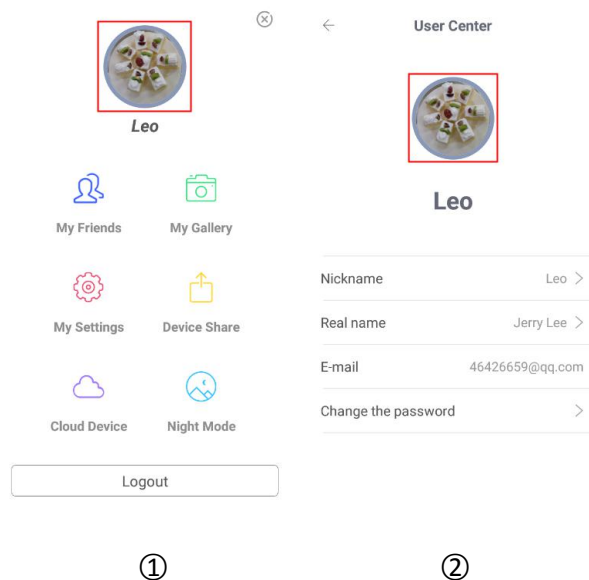 Leo
My Friends
My Gallery
My Settings
Device Share
Cloud Device
Night Mode
Logout
①
User Center
Leo
Nickname Leo
Real name Jerry Lee
E-mail 46426659@qq.com
Change the password
②